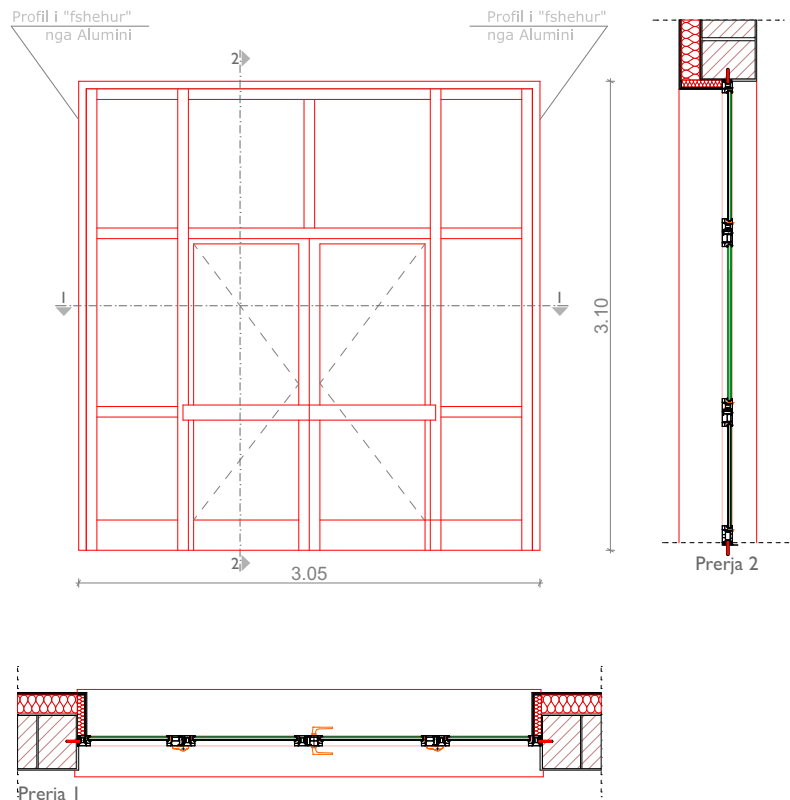 Profil i "fshehur"
nga Alumini
Profil i "fshehur"
nga Alumini
2
1
1
3.10
2
3.05
Prerja 2
Prerja 1